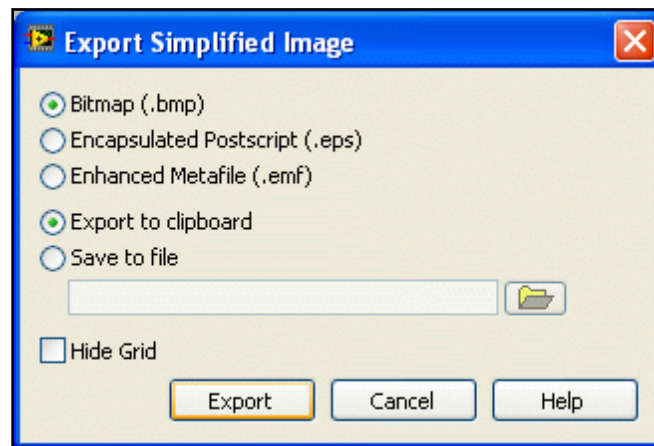 Export Simplified Image
Bitmap (.bmp)
Encapsulated Postscript (.eps)
Enhanced Metafile (.emf)
Export to clipboard
Save to file
Hide Grid
Export Cancel Help